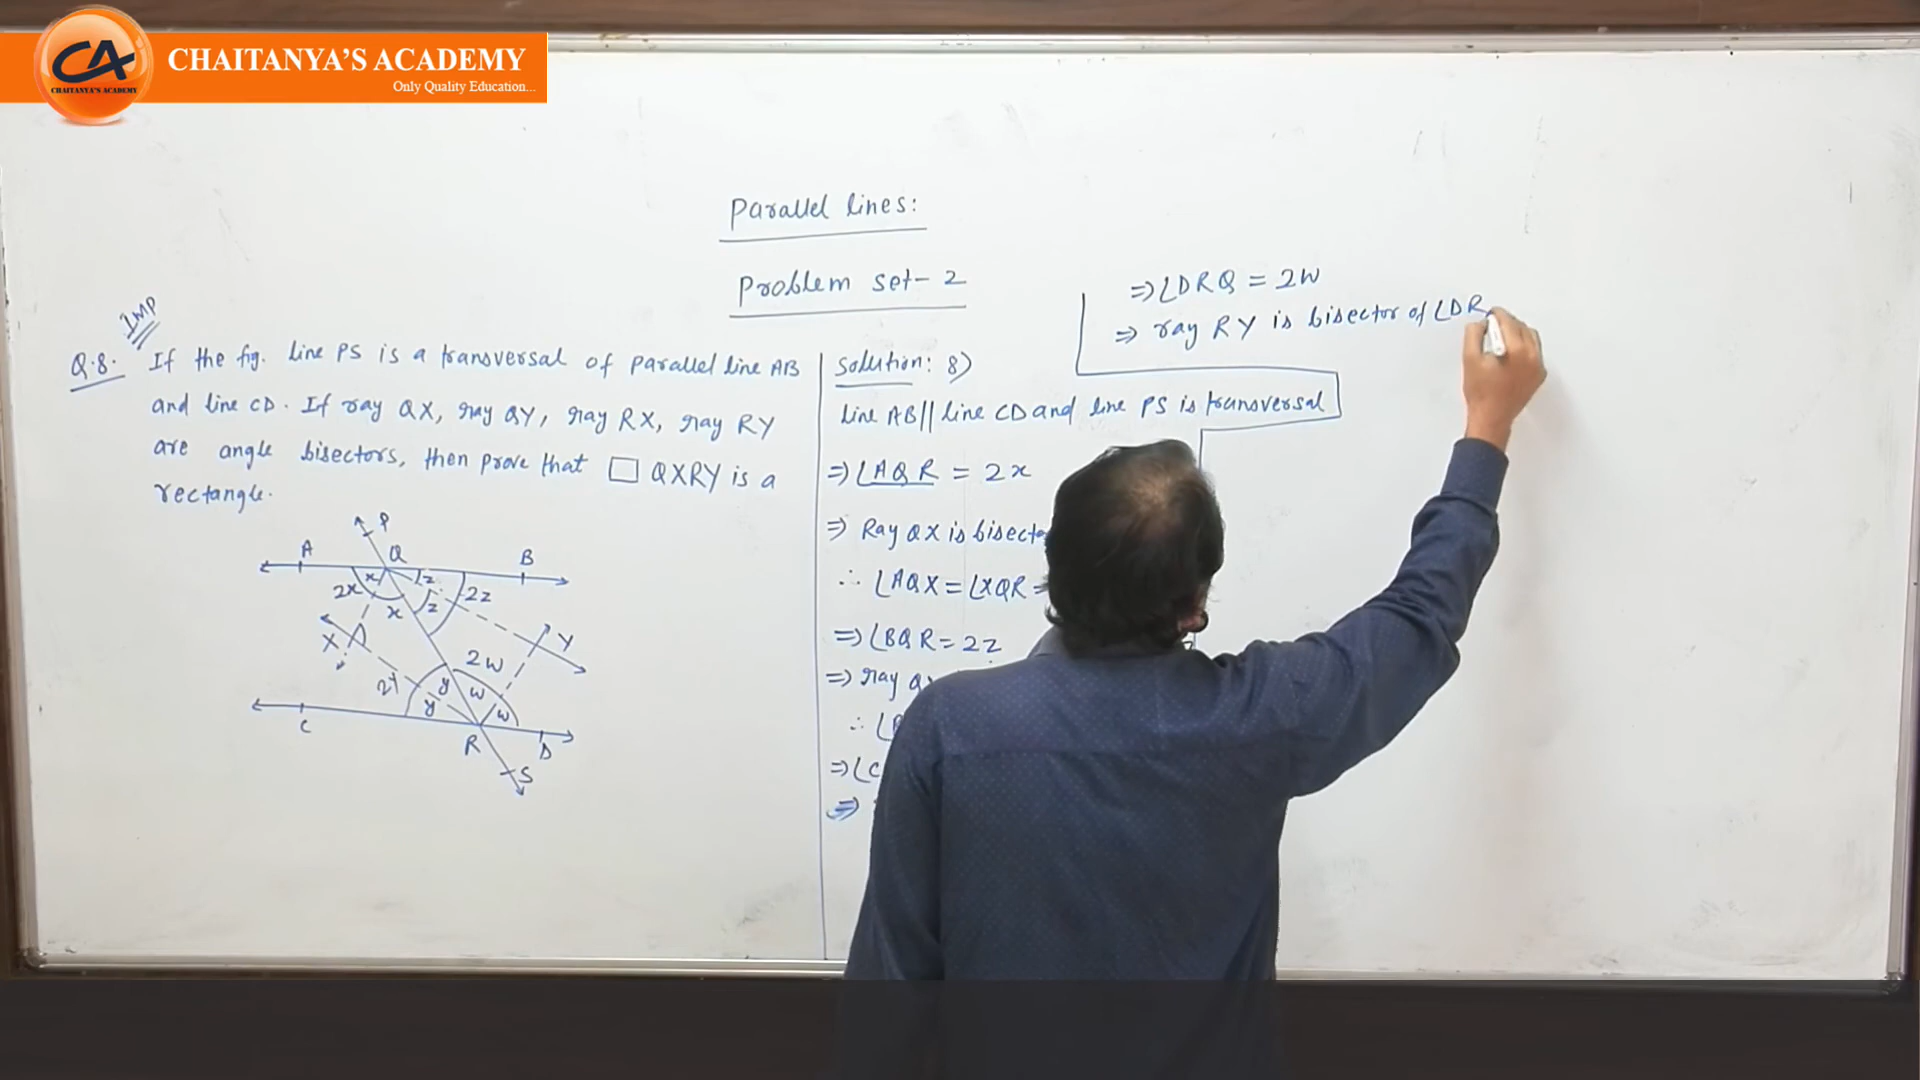 CHAITANYA'S ACADEMY
Only Quality Education...
CA
CHAITANYA'S ACADEMY
Parallel lines:
Problem set-2
IMP
Q.8. If the fig. line PS is a transversal of parallel line AB
and line CD. If ray QX, ray QY, ray RX, ray RY
are angle bisectors, then prove that □ QXRY is a
rectangle.
P
A
Q
B
x
z
2x
x
z
2z
X
Y
2w
2y
y
w
y
w
C
R
D
S
Solution: 8)
line AB || line CD and line PS is transversal
⇒ ∠AQR = 2x
⇒ Ray QX is
∴ ∠AQX = ∠XQR =
⇒ ∠BQR = 2z
⇒ ray
∴ ∠
⇒ ∠C
⇒
⇒ ∠DRQ = 2w
⇒ ray RY is bisector of ∠DR